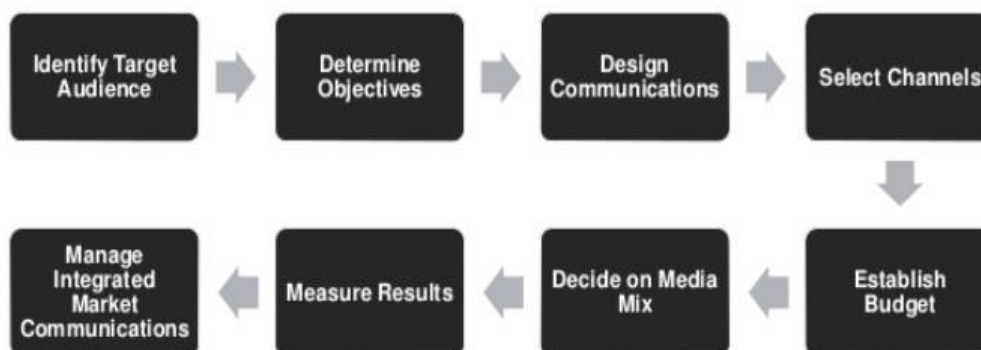 Identify Target
Audience
Determine
Objectives
Design
Communications
Select Channels
Establish
Budget
Decide on Media
Mix
Measure Results
Manage
Integrated
Market
Communications